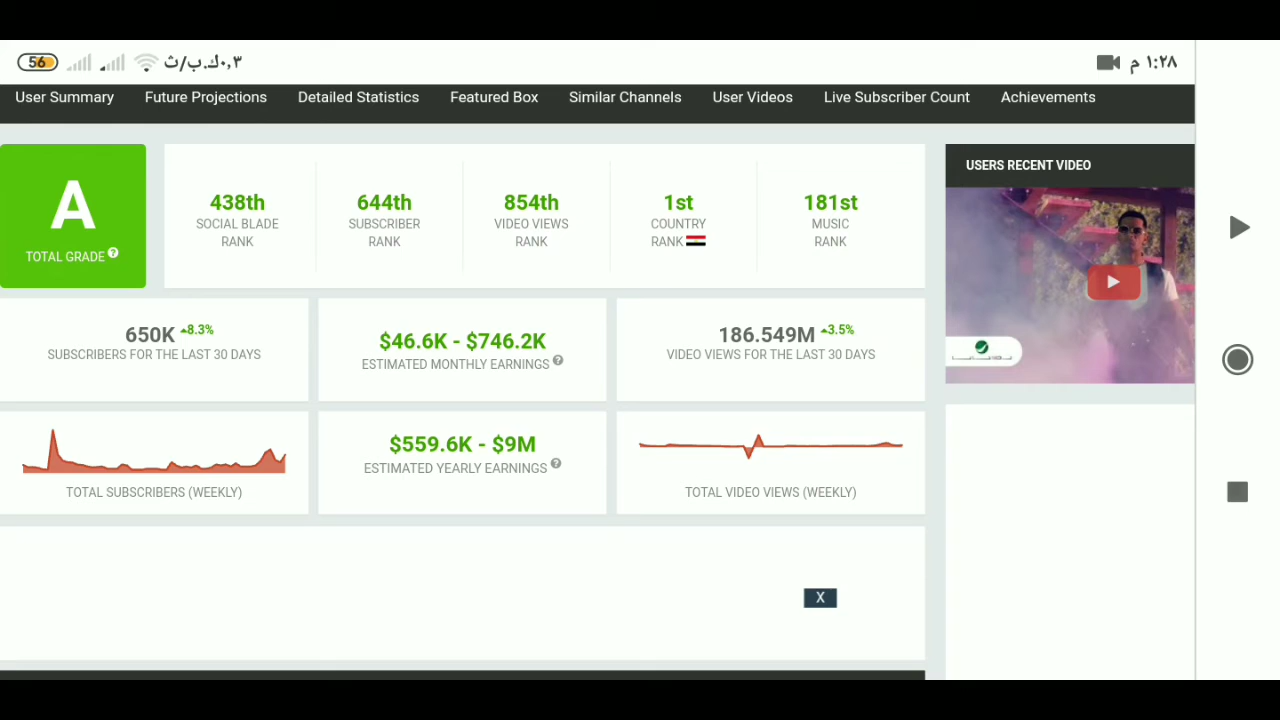 56
٠,٣ك.ب/ث
١:٢٨ م
User Summary
Future Projections
Detailed Statistics
Featured Box
Similar Channels
User Videos
Live Subscriber Count
Achievements
A
TOTAL GRADE ?
438th
SOCIAL BLADE
RANK
644th
SUBSCRIBER
RANK
854th
VIDEO VIEWS
RANK
1st
COUNTRY
RANK
181st
MUSIC
RANK
USERS RECENT VIDEO
650K 8.3%
SUBSCRIBERS FOR THE LAST 30 DAYS
$46.6K - $746.2K
ESTIMATED MONTHLY EARNINGS ?
186.549M 3.5%
VIDEO VIEWS FOR THE LAST 30 DAYS
TOTAL SUBSCRIBERS (WEEKLY)
$559.6K - $9M
ESTIMATED YEARLY EARNINGS ?
TOTAL VIDEO VIEWS (WEEKLY)
X